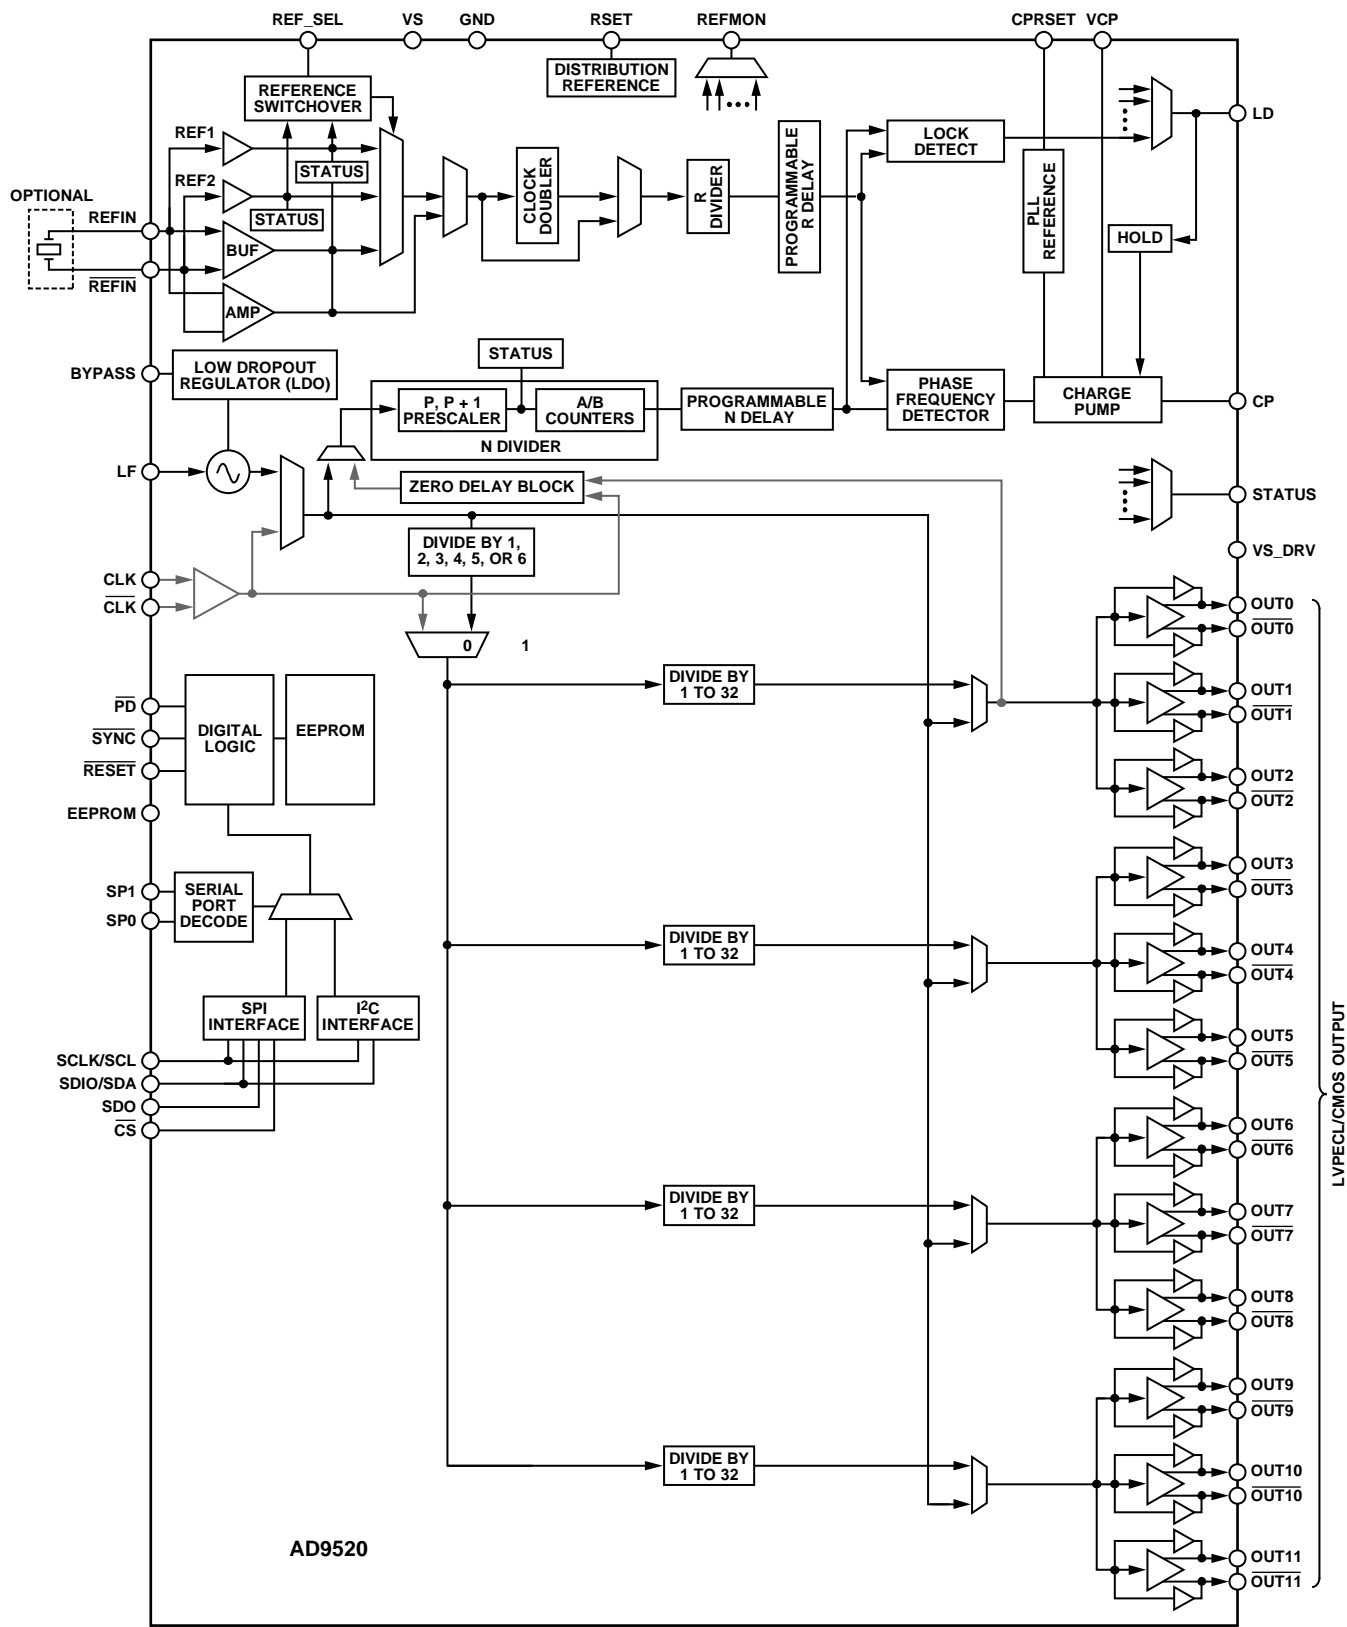 REF_SEL VS GND RSET REFMON CPRSET VCP
DISTRIBUTION
REFERENCE
REFERENCE
SWITCHOVER
REF1
STATUS
REF2
STATUS
OPTIONAL
REFIN
REFIN
BUF
AMP
CLOCK
DOUBLER
R
DIVIDER
PROGRAMMABLE
R DELAY
LOCK
DETECT
PLL
REFERENCE
LD
HOLD
BYPASS
LOW DROPOUT
REGULATOR (LDO)
STATUS
P, P + 1
PRESCALER
A/B
COUNTERS
N DIVIDER
PROGRAMMABLE
N DELAY
PHASE
FREQUENCY
DETECTOR
CHARGE
PUMP
CP
LF
ZERO DELAY BLOCK
STATUS
DIVIDE BY 1,
2, 3, 4, 5, OR 6
VS_DRV
CLK
CLK
0 1
OUT0
OUT0
DIVIDE BY
1 TO 32
OUT1
OUT1
OUT2
OUT2
PD
SYNC
RESET
EEPROM
DIGITAL
LOGIC
EEPROM
SP1
SP0
SERIAL
PORT
DECODE
OUT3
OUT3
DIVIDE BY
1 TO 32
OUT4
OUT4
OUT5
OUT5
SPI
INTERFACE
I2C
INTERFACE
SCLK/SCL
SDIO/SDA
SDO
CS
LVPECL/CMOS OUTPUT
OUT6
OUT6
DIVIDE BY
1 TO 32
OUT7
OUT7
OUT8
OUT8
OUT9
OUT9
DIVIDE BY
1 TO 32
OUT10
OUT10
OUT11
OUT11
AD9520